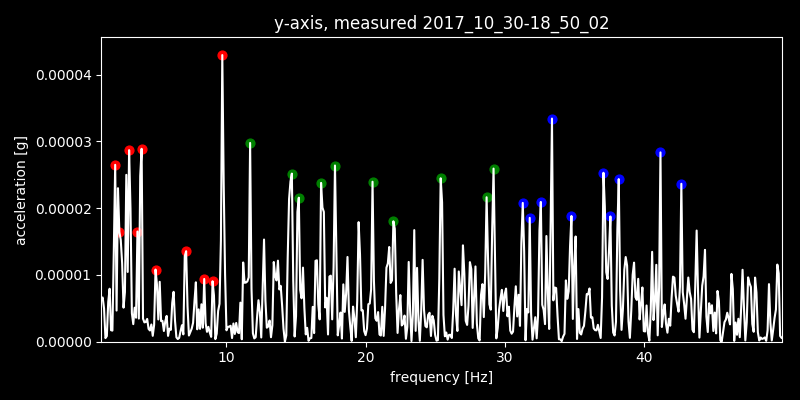 y-axis, measured 2017_10_30-18_50_02
0.00004
0.00003
0.00002
0.00001
0.00000
acceleration [g]
10 20 30 40
frequency [Hz]